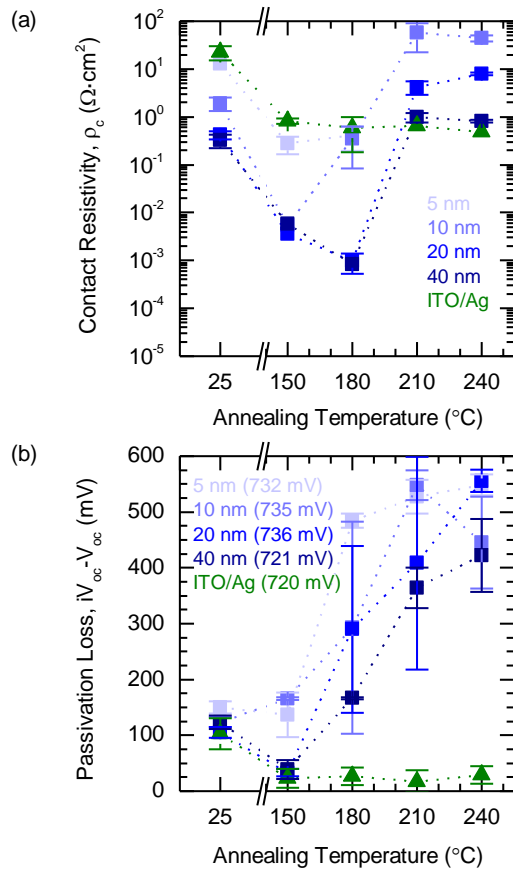 (a)
Contact Resistivity, ρc (Ω·cm2)
102
101
100
10-1
10-2
10-3
10-4
10-5
5 nm
10 nm
20 nm
40 nm
ITO/Ag
25 150 180 210 240
Annealing Temperature (°C)
(b)
Passivation Loss, iVoc-Voc (mV)
600
500
400
300
200
100
0
5 nm (732 mV)
10 nm (735 mV)
20 nm (736 mV)
40 nm (721 mV)
ITO/Ag (720 mV)
25 150 180 210 240
Annealing Temperature (°C)